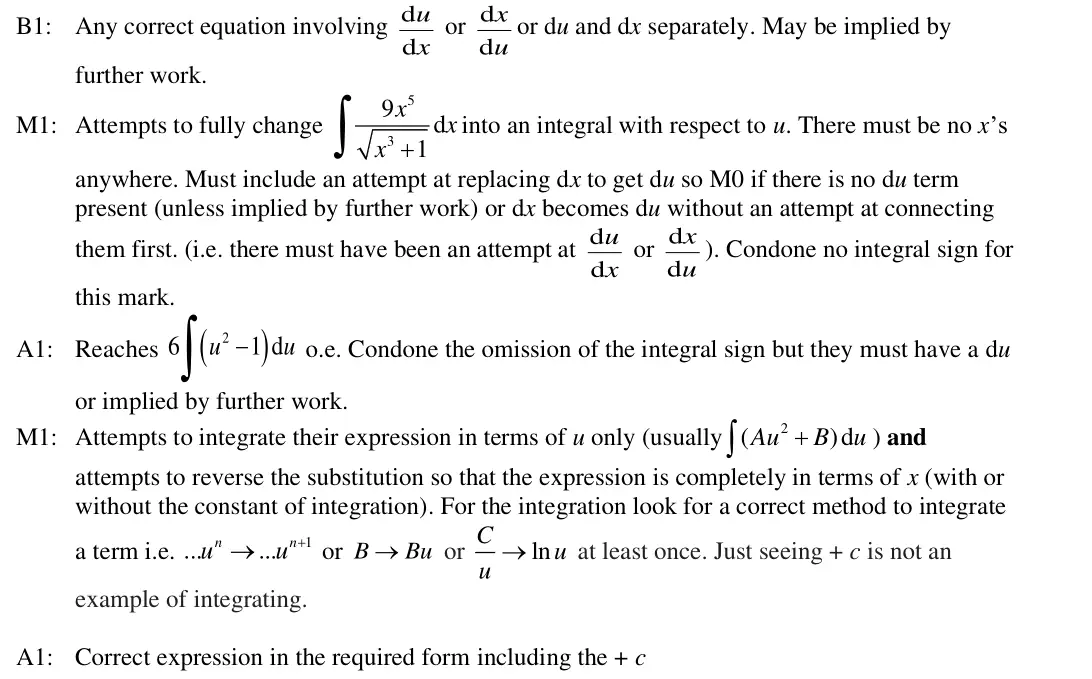 B1: Any correct equation involving du/dx or dx/du or du and dx separately. May be implied by
further work.
M1: Attempts to fully change ∫ 9x⁵/√(x³ +1) dx into an integral with respect to u. There must be no x’s
anywhere. Must include an attempt at replacing dx to get du so M0 if there is no du term
present (unless implied by further work) or dx becomes du without an attempt at connecting
them first. (i.e. there must have been an attempt at du/dx or dx/du ). Condone no integral sign for
this mark.
A1: Reaches 6∫(u² −1)du o.e. Condone the omission of the integral sign but they must have a du
or implied by further work.
M1: Attempts to integrate their expression in terms of u only (usually ∫(Au² + B)du ) and
attempts to reverse the substitution so that the expression is completely in terms of x (with or
without the constant of integration). For the integration look for a correct method to integrate
a term i.e. ...uⁿ → ...uⁿ⁺¹ or B → Bu or C/u → ln u at least once. Just seeing + c is not an
example of integrating.
A1: Correct expression in the required form including the + c